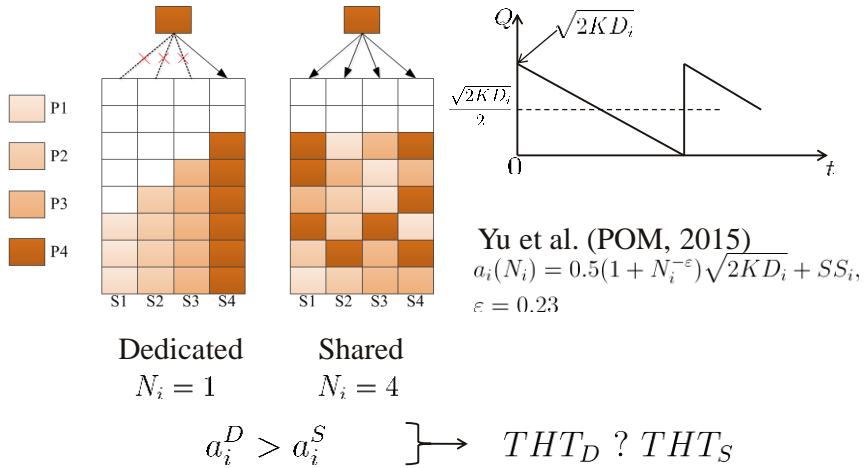 P1
P2
P3
P4
S1 S2 S3 S4
Dedicated
N_i = 1
S1 S2 S3 S4
Shared
N_i = 4
Q
√(2KD_i)
√(2KD_i)/2
0
t
Yu et al. (POM, 2015)
a_i(N_i) = 0.5(1 + N_i^{-ε})√(2KD_i) + SS_i,
ε = 0.23
a_i^D > a_i^S
THT_D ? THT_S